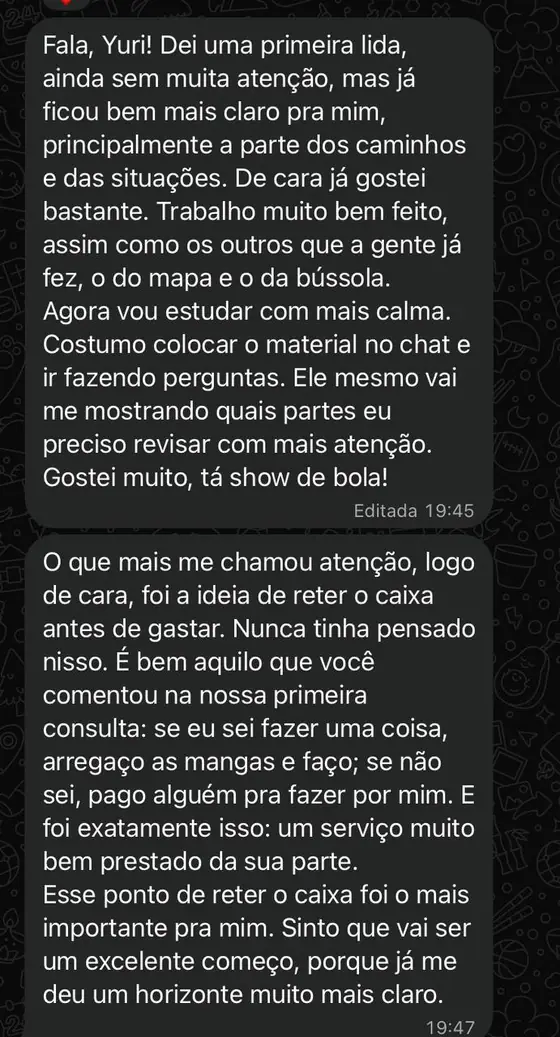 Fala, Yuri! Dei uma primeira lida,
ainda sem muita atenção, mas já
ficou bem mais claro pra mim,
principalmente a parte dos caminhos
e das situações. De cara já gostei
bastante. Trabalho muito bem feito,
assim como os outros que a gente já
fez, o do mapa e o da bússola.
Agora vou estudar com mais calma.
Costumo colocar o material no chat e
ir fazendo perguntas. Ele mesmo vai
me mostrando quais partes eu
preciso revisar com mais atenção.
Gostei muito, tá show de bola!
Editada 19:45
O que mais me chamou atenção, logo
de cara, foi a ideia de reter o caixa
antes de gastar. Nunca tinha pensado
nisso. É bem aquilo que você
comentou na nossa primeira
consulta: se eu sei fazer uma coisa,
arregaço as mangas e faço; se não
sei, pago alguém pra fazer por mim. E
foi exatamente isso: um serviço muito
bem prestado da sua parte.
Esse ponto de reter o caixa foi o mais
importante pra mim. Sinto que vai ser
um excelente começo, porque já me
deu um horizonte muito mais claro.
19:47